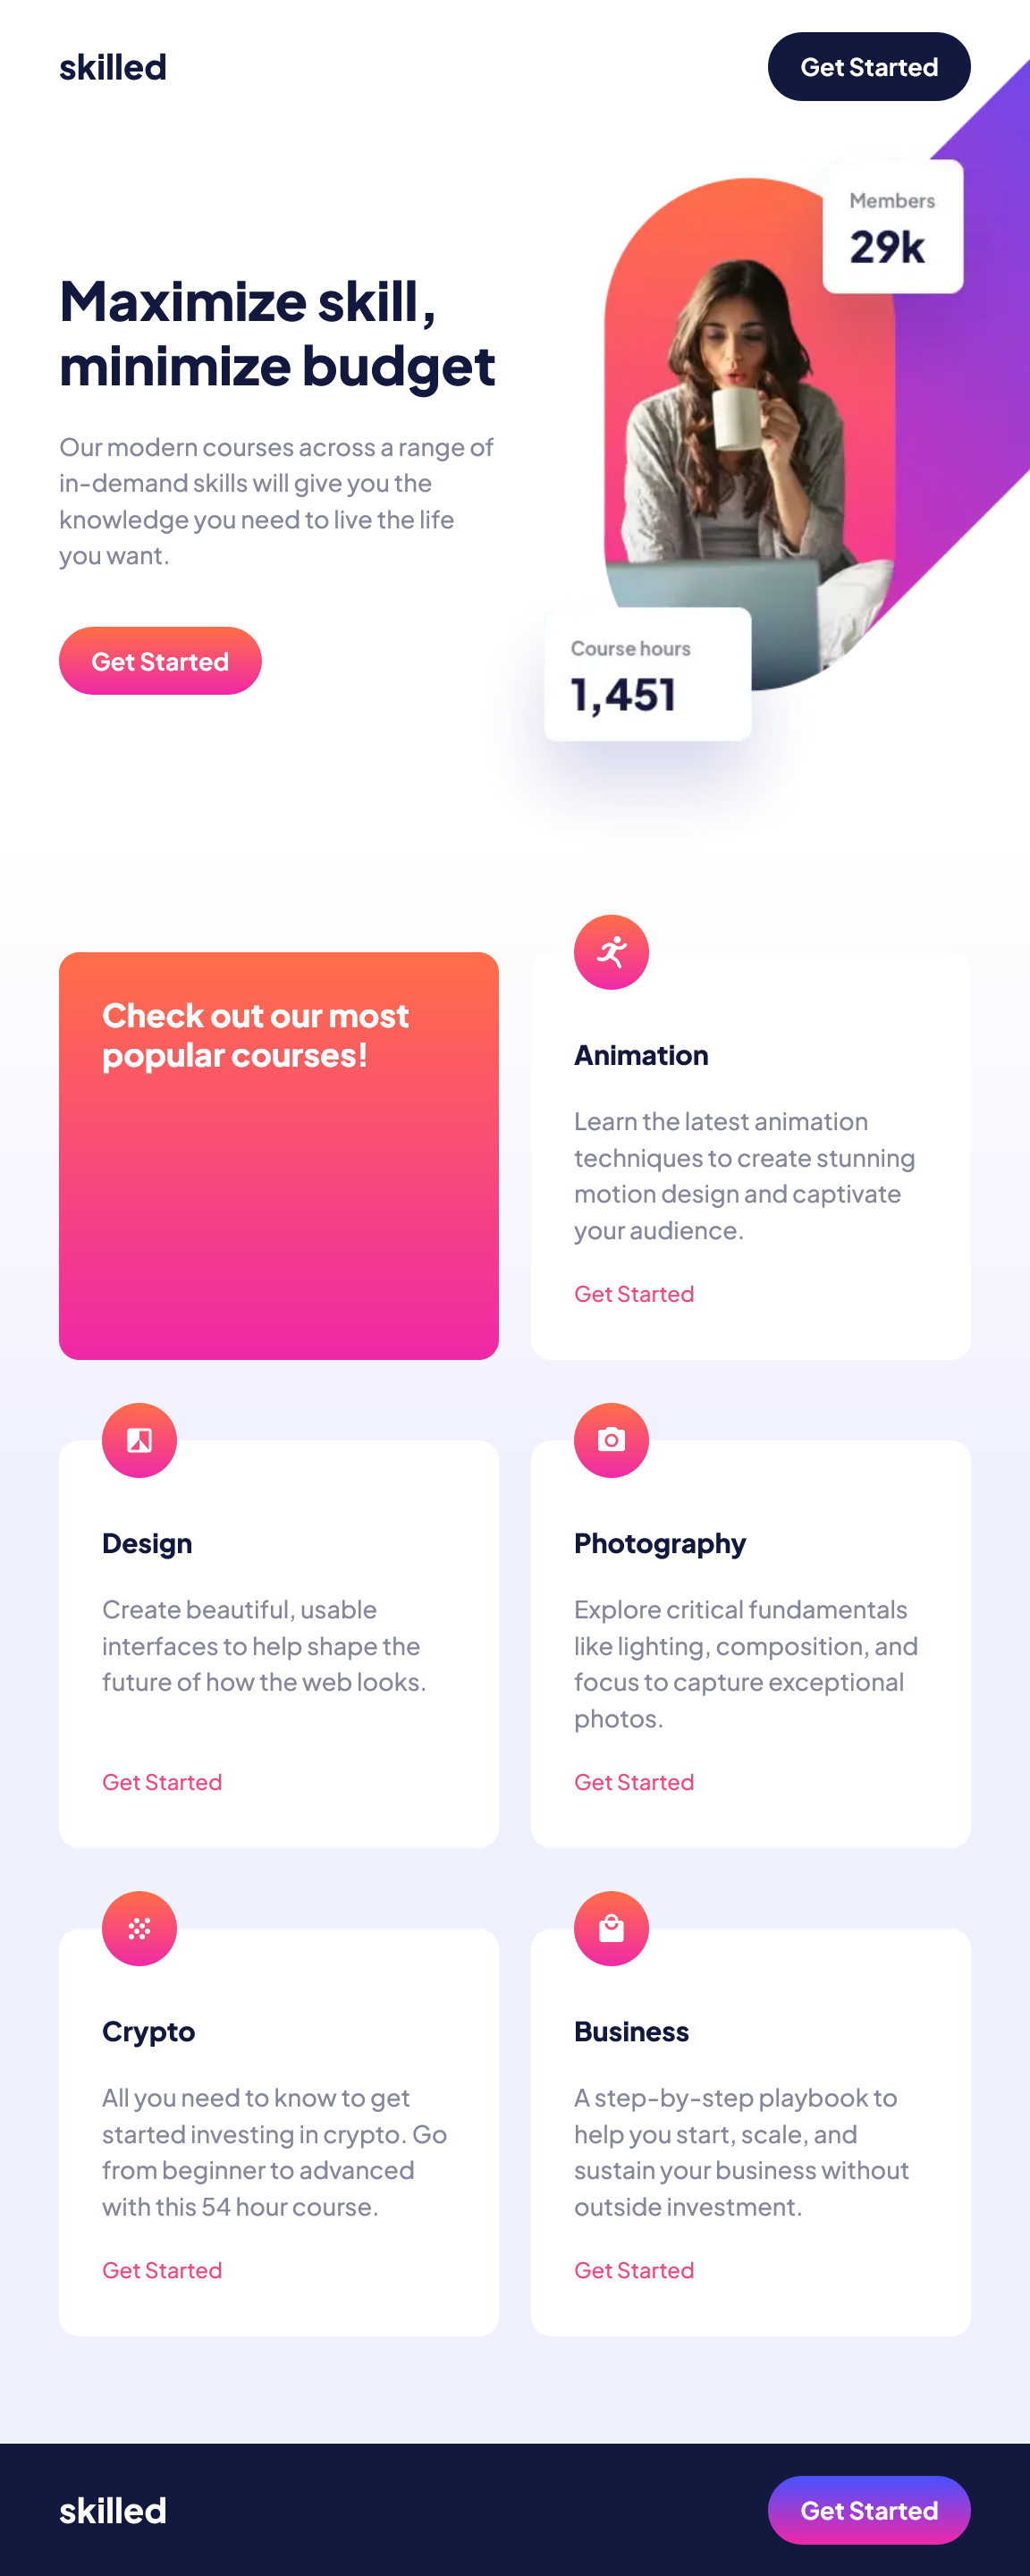 skilled
Get Started
Members
29k
Maximize skill,
minimize budget
Our modern courses across a range of
in-demand skills will give you the
knowledge you need to live the life
you want.
Get Started
Course hours
1,451
Check out our most
popular courses!
Animation
Learn the latest animation
techniques to create stunning
motion design and captivate
your audience.
Get Started
Design
Create beautiful, usable
interfaces to help shape the
future of how the web looks.
Get Started
Photography
Explore critical fundamentals
like lighting, composition, and
focus to capture exceptional
photos.
Get Started
Crypto
All you need to know to get
started investing in crypto. Go
from beginner to advanced
with this 54 hour course.
Get Started
Business
A step-by-step playbook to
help you start, scale, and
sustain your business without
outside investment.
Get Started
skilled
Get Started